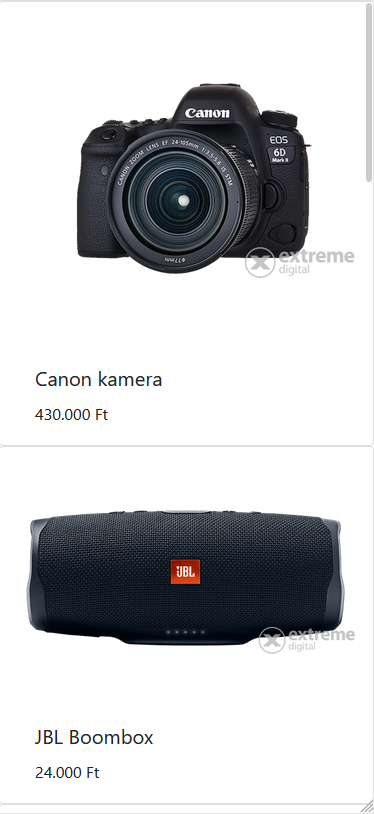 Canon
EOS
6D
Mark II
CANON ZOOM LENS EF 24-105mm 1:3.5-5.6 IS STM
ø77mm
extreme
digital
Canon kamera
430.000 Ft
JBL
extreme
digital
JBL Boombox
24.000 Ft